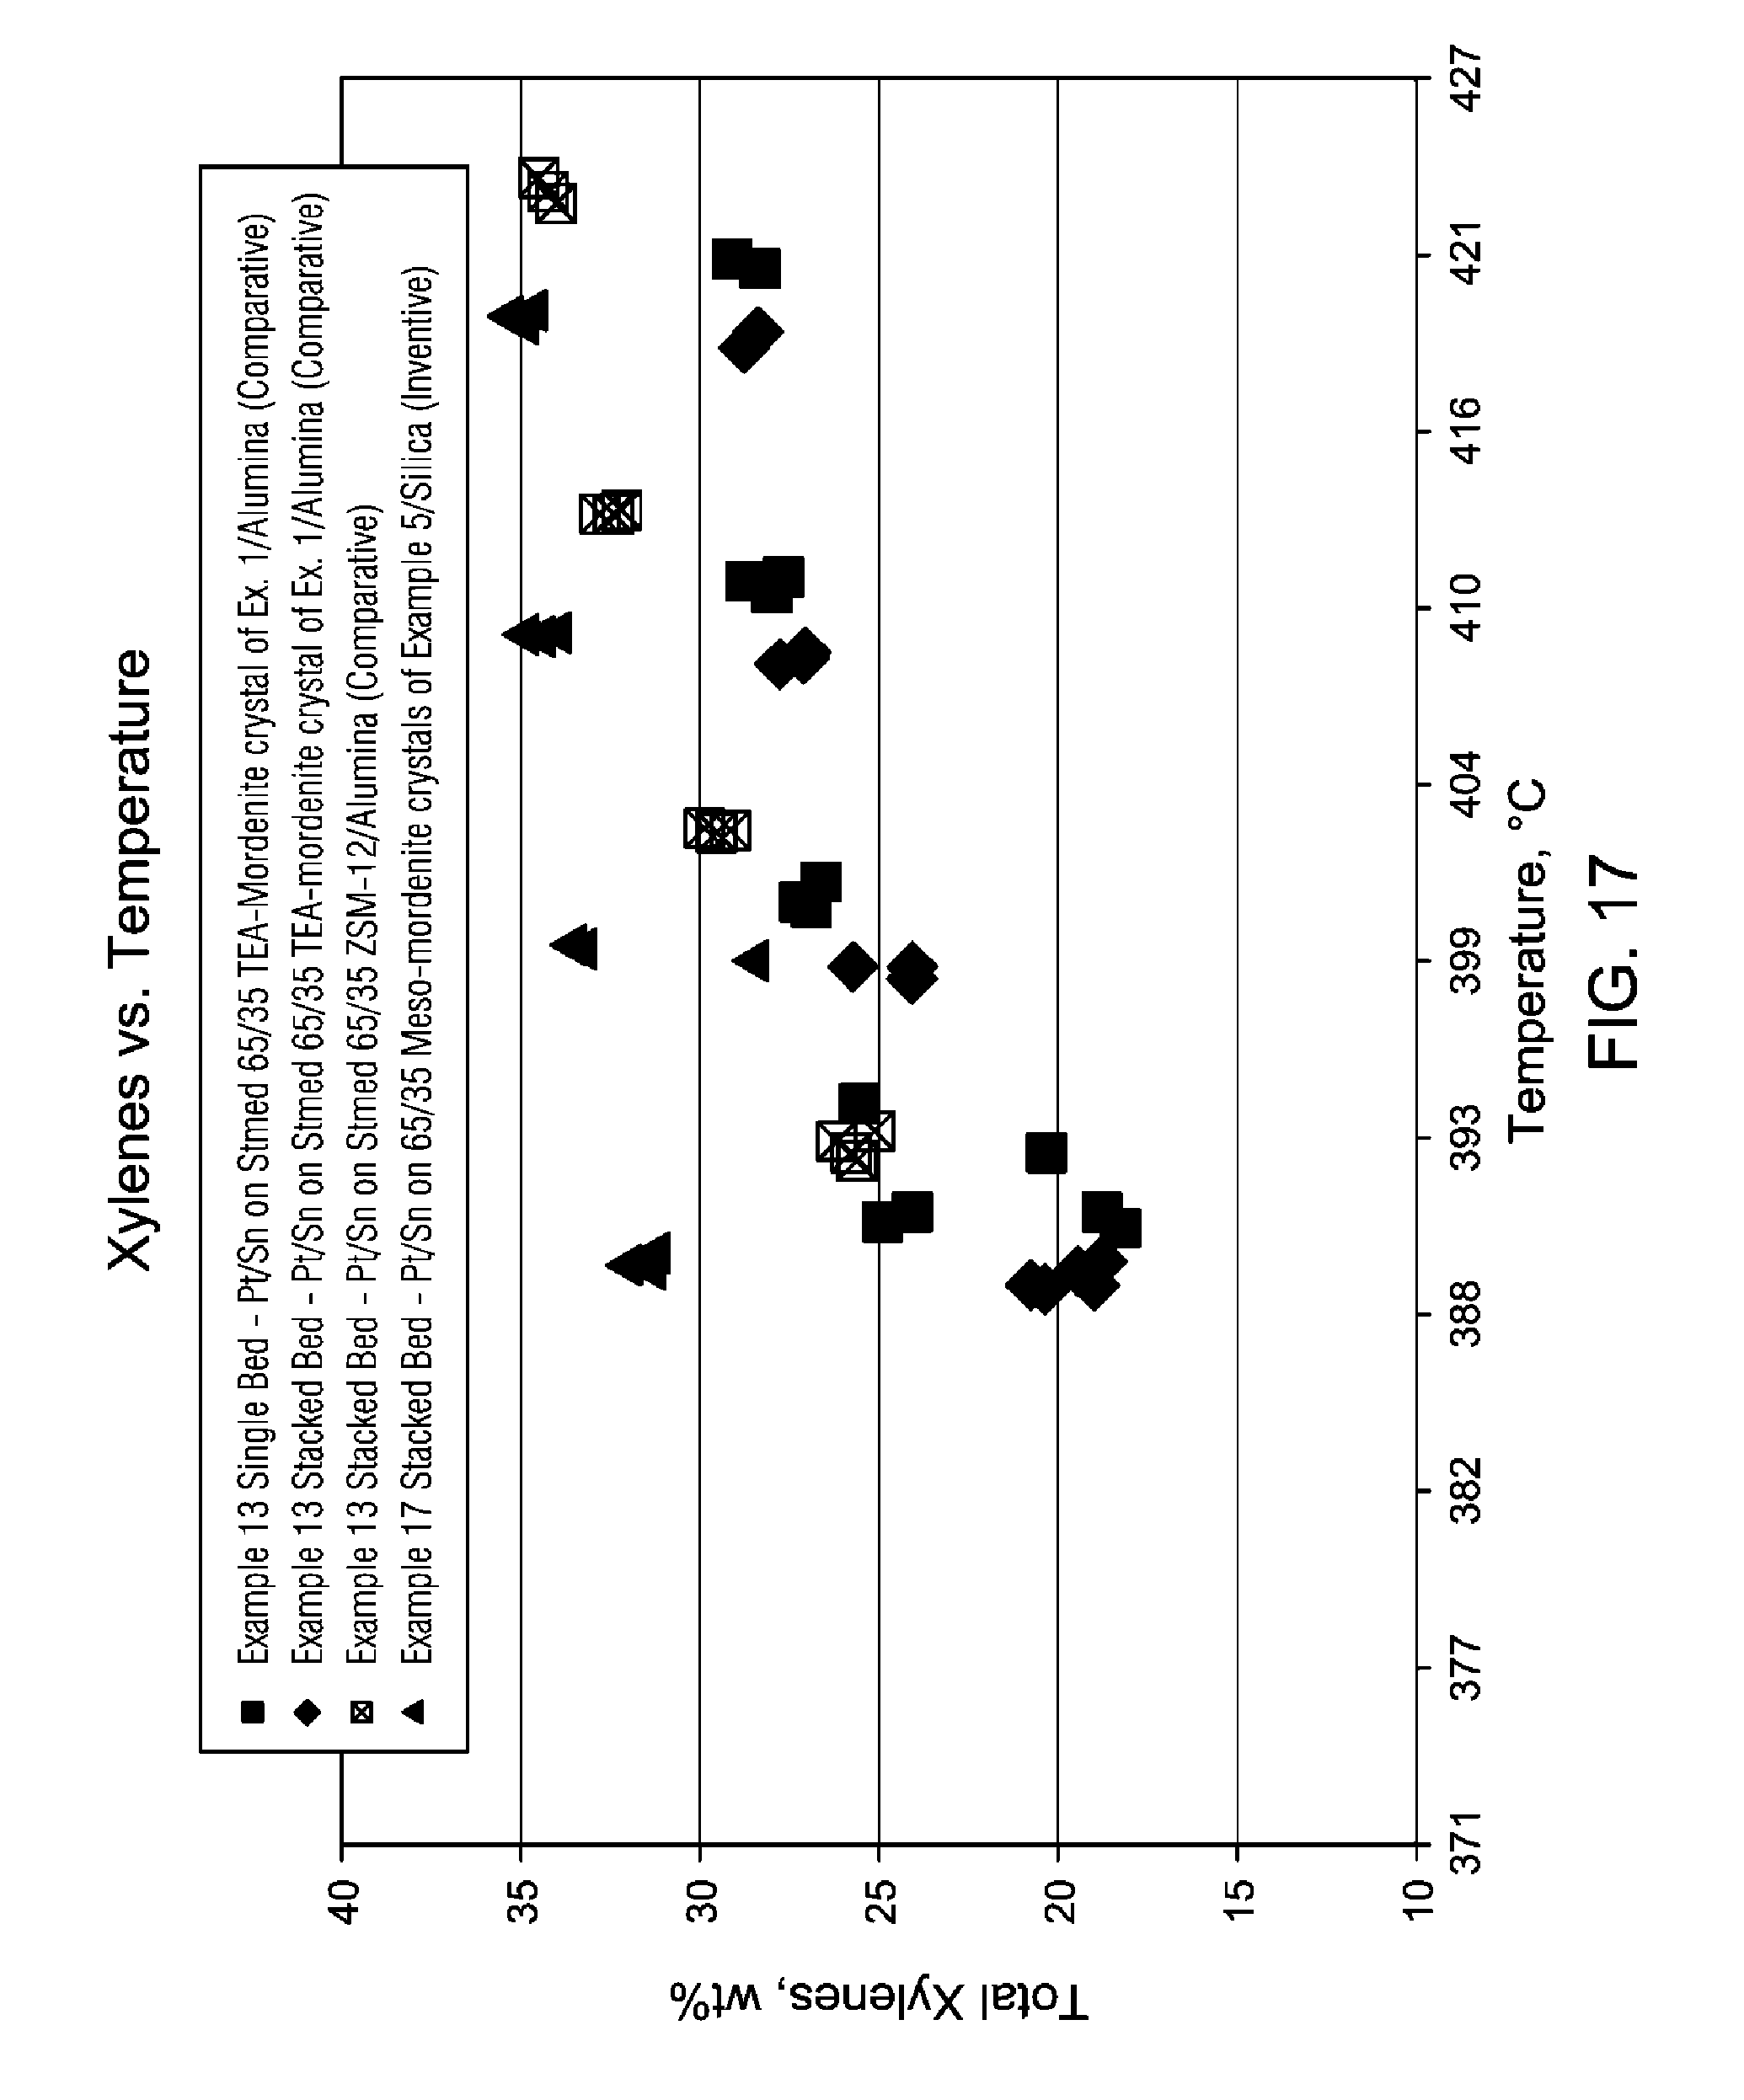 Xylenes vs. Temperature
Example 13 Single Bed - Pt/Sn on Stmed 65/35 TEA-Mordenite crystal of Ex. 1/Alumina (Comparative)
Example 13 Stacked Bed - Pt/Sn on Stmed 65/35 TEA-mordenite crystal of Ex. 1/Alumina (Comparative)
Example 13 Stacked Bed - Pt/Sn on Stmed 65/35 ZSM-12/Alumina (Comparative)
Example 17 Stacked Bed - Pt/Sn on 65/35 Meso-mordenite crystals of Example 5/Silica (Inventive)
Total Xylenes, wt%
40
35
30
25
20
15
10
371 377 382 388 393 399 404 410 416 421 427
Temperature, °C
FIG. 17